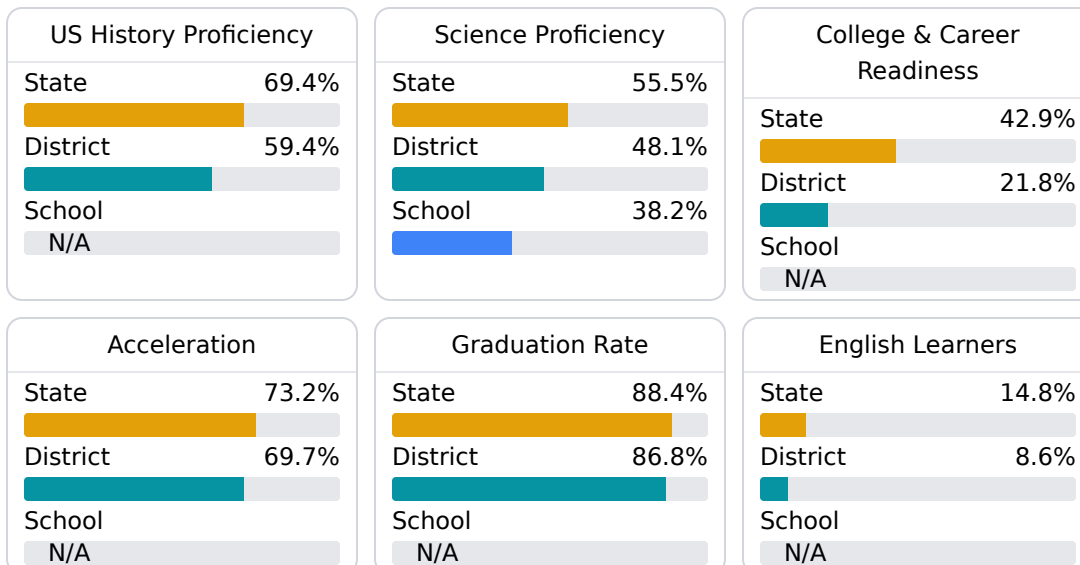 US History Proficiency
State 69.4%
District 59.4%
School
N/A
Science Proficiency
State 55.5%
District 48.1%
School 38.2%
College & Career
Readiness
State 42.9%
District 21.8%
School
N/A
Acceleration
State 73.2%
District 69.7%
School
N/A
Graduation Rate
State 88.4%
District 86.8%
School
N/A
English Learners
State 14.8%
District 8.6%
School
N/A